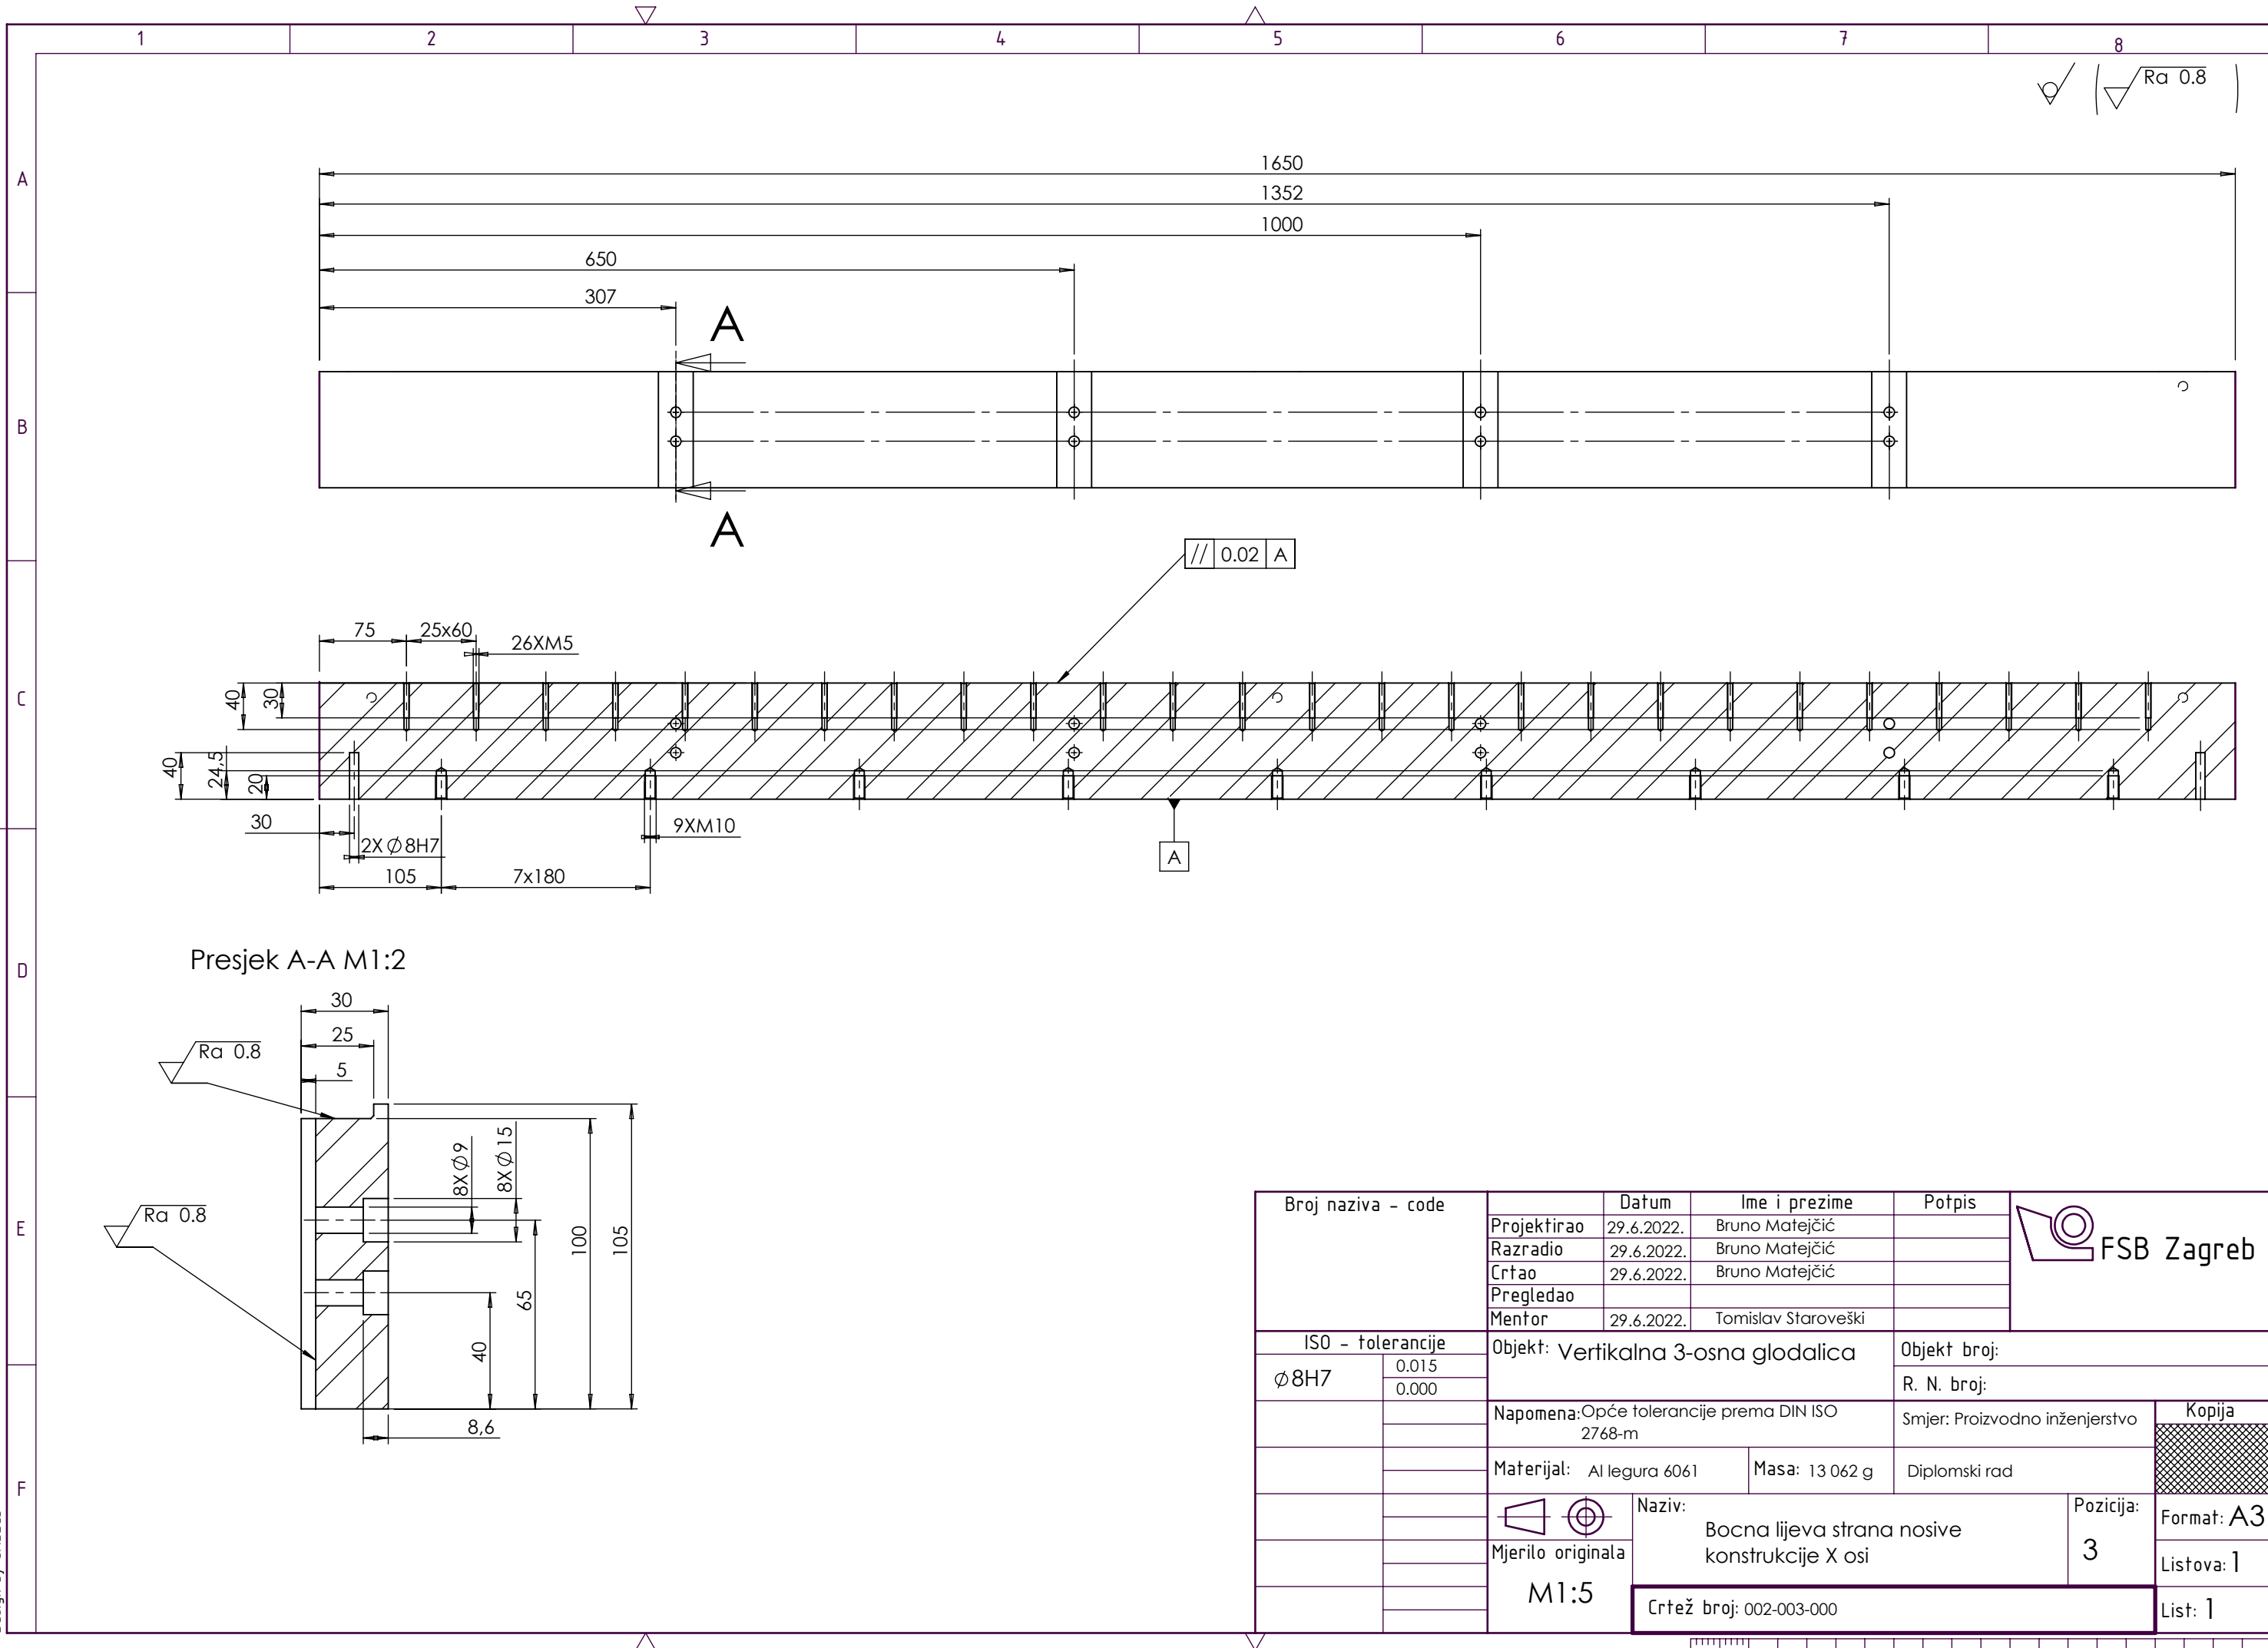 1 2 3 4 5 6 7 8
Ra 0.8
A
B
C
D
E
F
1650
1352
1000
650
307
A
A
// 0.02 A
75
25x60
26XM5
40
30
40
24,5
20
30
2X⌀8H7
9XM10
105
7x180
A
Presjek A-A M1:2
30
25
5
Ra 0.8
Ra 0.8
8X⌀9
8X⌀15
100
105
65
40
8,6
Broj naziva - code
Datum Ime i prezime Potpis
Projektirao 29.6.2022. Bruno Matejčić
Razradio 29.6.2022. Bruno Matejčić
Crtao 29.6.2022. Bruno Matejčić
Pregledao
Mentor 29.6.2022. Tomislav Staroveški
FSB Zagreb
ISO - tolerancije
⌀8H7 0.015
0.000
Objekt: Vertikalna 3-osna glodalica
Objekt broj:
R. N. broj:
Napomena: Opće tolerancije prema DIN ISO
2768-m
Smjer: Proizvodno inženjerstvo
Kopija
Materijal: Al legura 6061
Masa: 13 062 g
Diplomski rad
Naziv:
Bocna lijeva strana nosive
konstrukcije X osi
Pozicija:
3
Format: A3
Mjerilo originala
M1:5
Listova: 1
Crtež broj: 002-003-000
List: 1